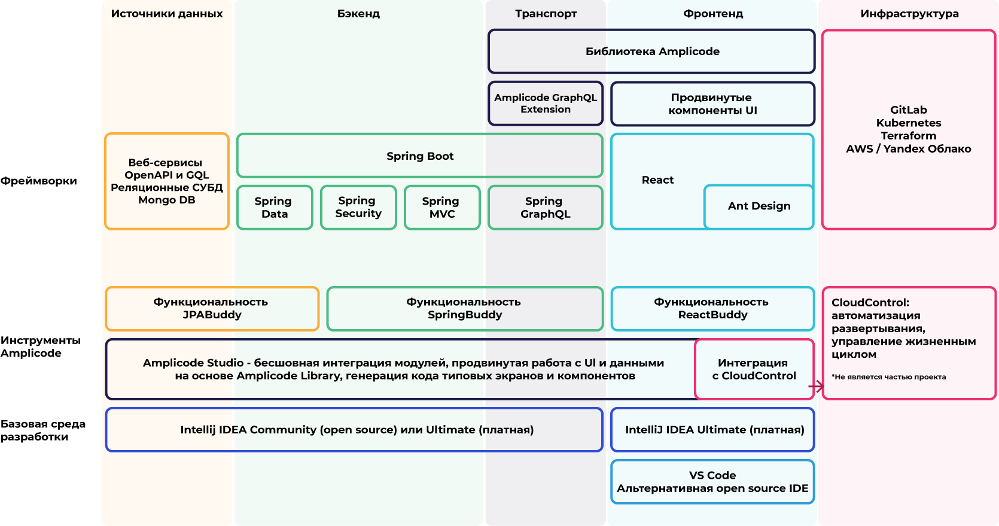 Источники данных
Бэкенд
Транспорт
Фронтенд
Инфраструктура
Библиотека Amplicode
Amplicode GraphQL
Extension
Продвинутые
компоненты UI
GitLab
Kubernetes
Terraform
AWS / Yandex Облако
Фреймворки
Веб-сервисы
OpenAPI и GQL
Реляционные СУБД
Mongo DB
Spring Boot
Spring
Data
Spring
Security
Spring
MVC
Spring
GraphQL
React
Ant Design
Инструменты
Amplicode
Функциональность
JPABuddy
Функциональность
SpringBuddy
Функциональность
ReactBuddy
CloudControl:
автоматизация
развертывания,
управление жизненным
циклом
*Не является частью проекта
Amplicode Studio - бесшовная интеграция модулей, продвинутая работа с UI и данными
на основе Amplicode Library, генерация кода типовых экранов и компонентов
Интеграция
с CloudControl
Базовая среда
разработки
Intellij IDEA Community (open source) или Ultimate (платная)
IntelliJ IDEA Ultimate (платная)
VS Code
Альтернативная open source IDE